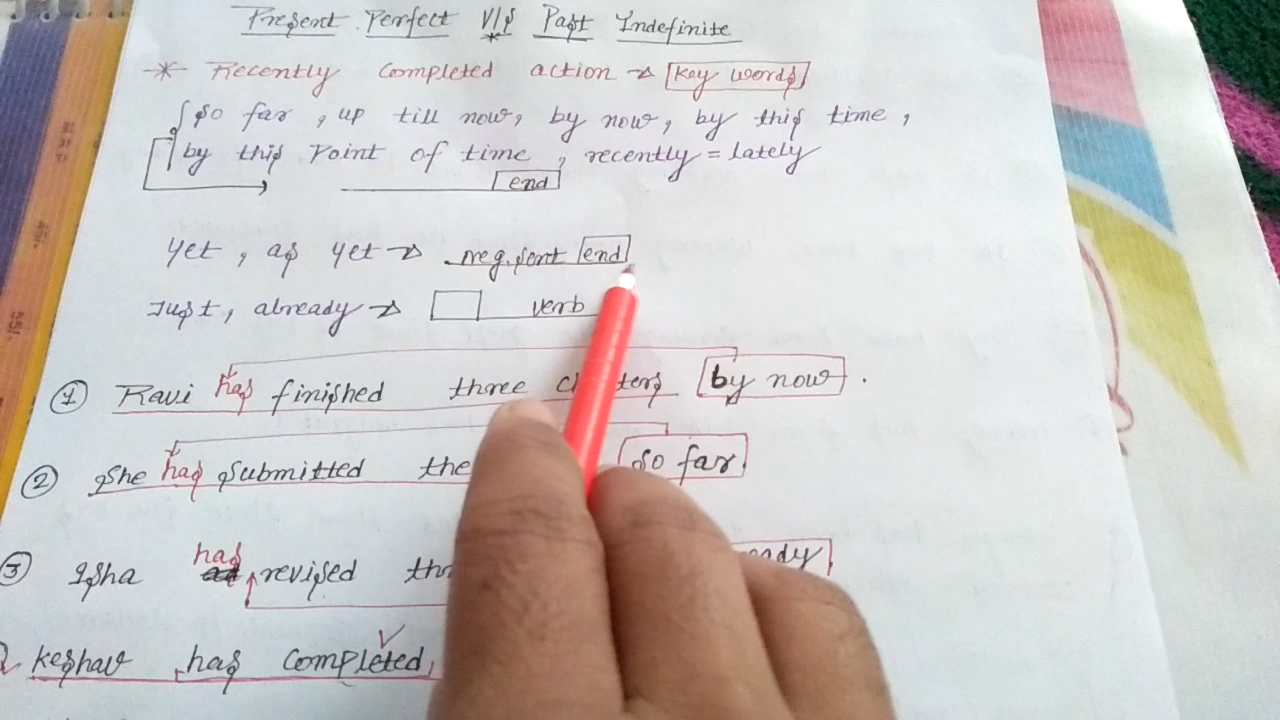 Present Perfect V/s Past Indefinite
* Recently completed action → key words
so far, up till now, by now, by this time,
by this point of time, recently = lately
end
Yet, as yet → neg. sent end
Just, already → verb
1 Ravi has finished three by now.
2 She has submitted the so far.
3 Isha has revised
keshav has completed,